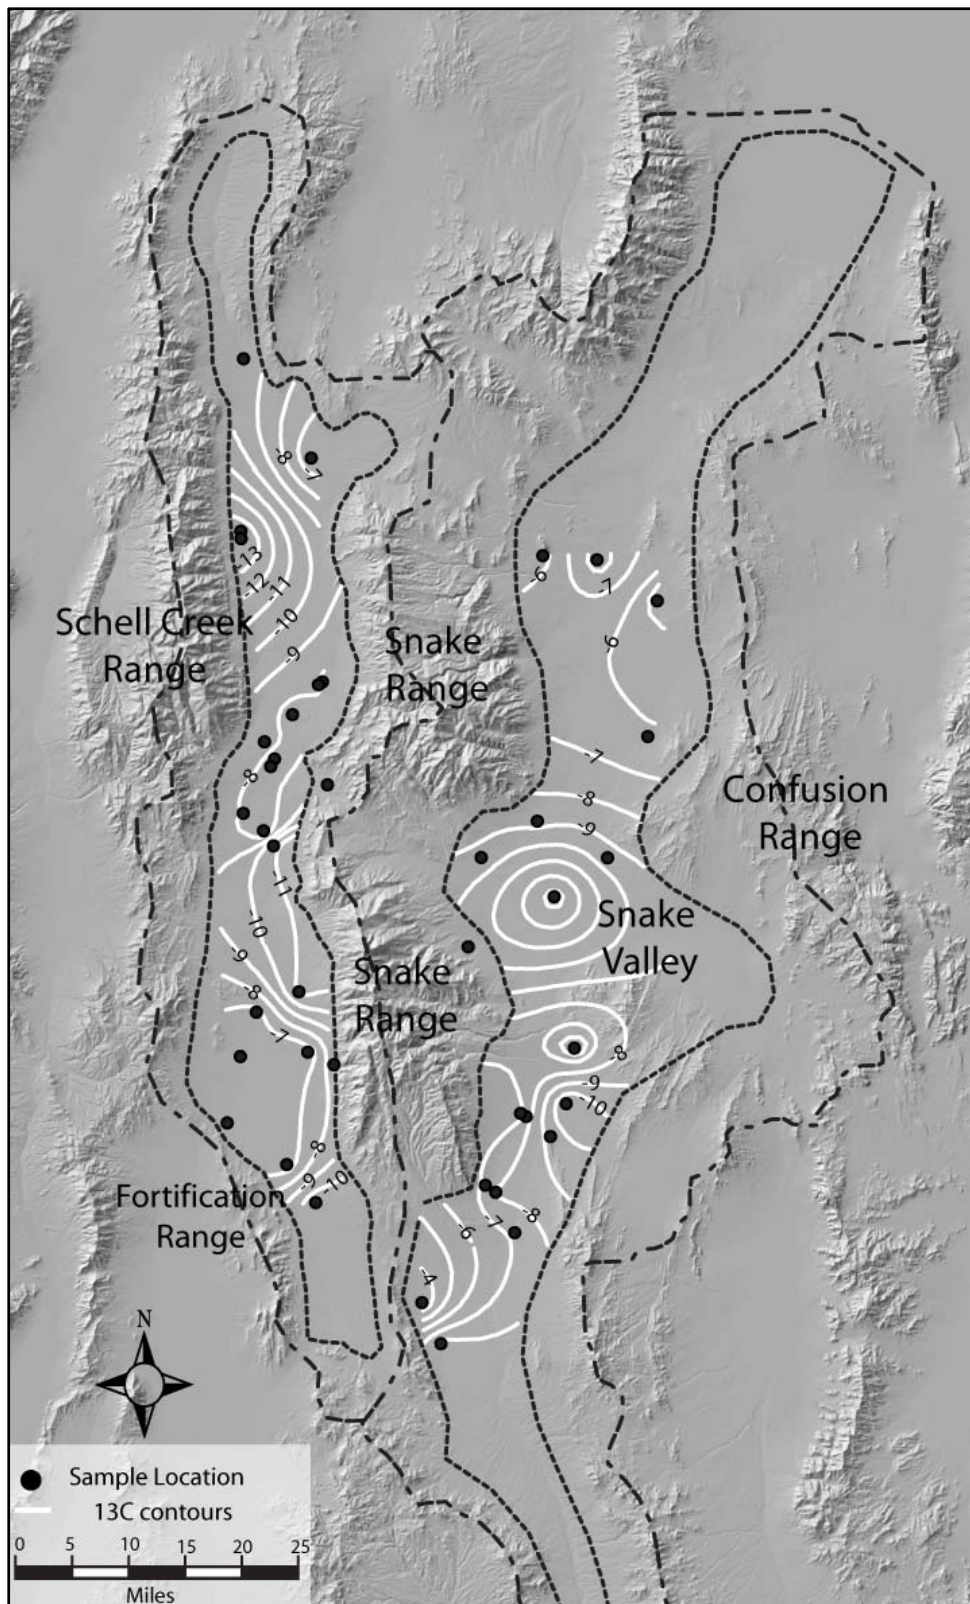 -8
-7
-13
-12
-11
-10
-9
-6
-7
-6
Schell Creek
Range
Snake
Range
-7
-8
-9
-8
Confusion
Range
-11
-10
-9
-8
-7
Snake
Valley
Snake
Range
-8
-9
-10
-8
-9
-10
Fortification
Range
-8
-7
-6
-4
N
Sample Location
13C contours
0 5 10 15 20 25
Miles